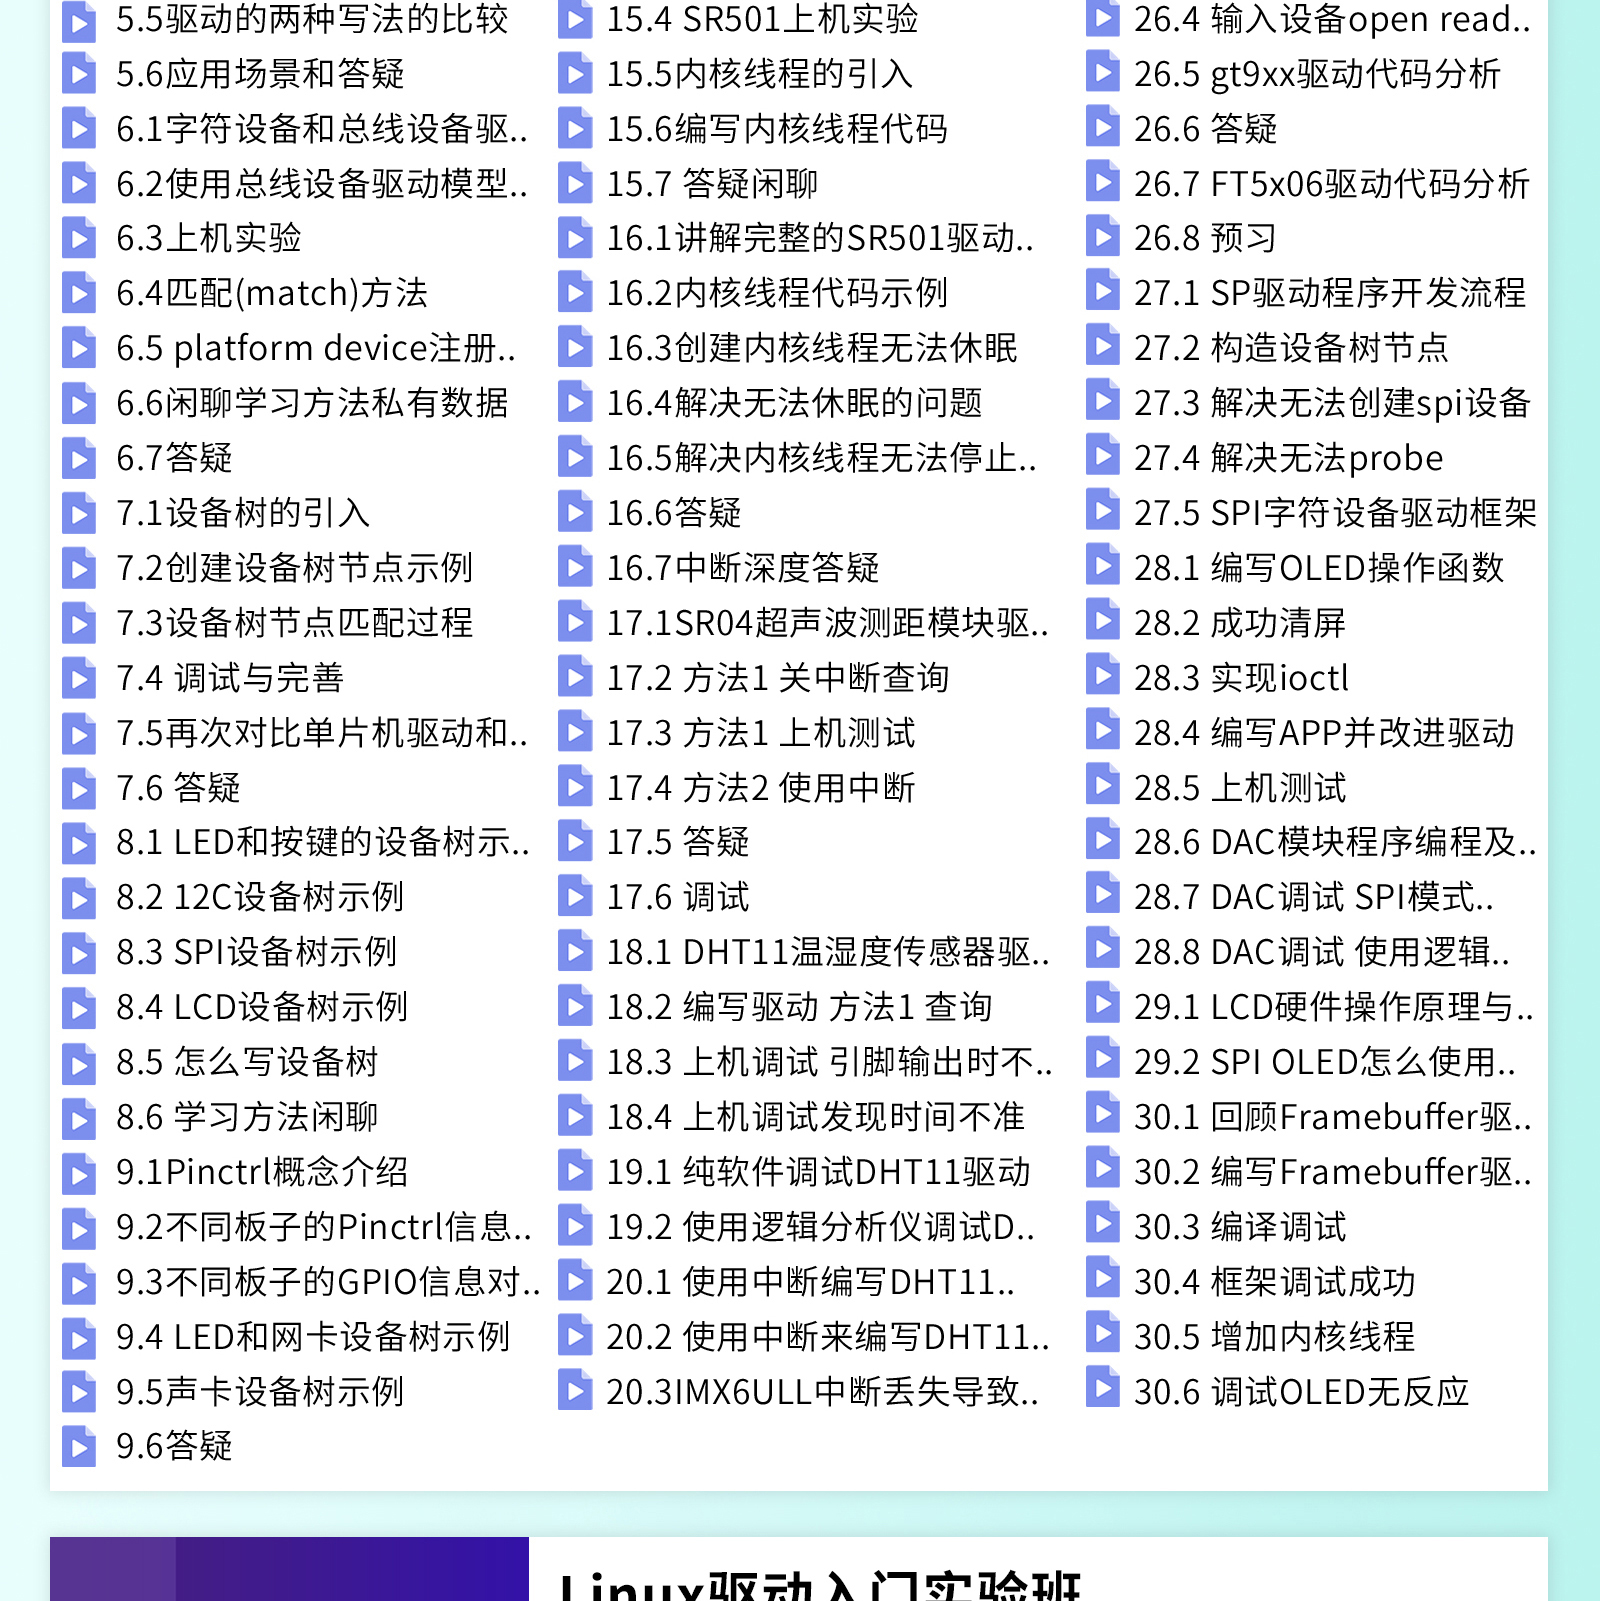 5.5驱动的两种写法的比较
5.6应用场景和答疑
6.1字符设备和总线设备驱..
6.2使用总线设备驱动模型..
6.3上机实验
6.4匹配(match)方法
6.5 platform device注册..
6.6闲聊学习方法私有数据
6.7答疑
7.1设备树的引入
7.2创建设备树节点示例
7.3设备树节点匹配过程
7.4 调试与完善
7.5再次对比单片机驱动和..
7.6 答疑
8.1 LED和按键的设备树示..
8.2 12C设备树示例
8.3 SPI设备树示例
8.4 LCD设备树示例
8.5 怎么写设备树
8.6 学习方法闲聊
9.1Pinctrl概念介绍
9.2不同板子的Pinctrl信息..
9.3不同板子的GPIO信息对..
9.4 LED和网卡设备树示例
9.5声卡设备树示例
9.6答疑
15.4 SR501上机实验
15.5内核线程的引入
15.6编写内核线程代码
15.7 答疑闲聊
16.1讲解完整的SR501驱动..
16.2内核线程代码示例
16.3创建内核线程无法休眠
16.4解决无法休眠的问题
16.5解决内核线程无法停止..
16.6答疑
16.7中断深度答疑
17.1SR04超声波测距模块驱..
17.2 方法1 关中断查询
17.3 方法1 上机测试
17.4 方法2 使用中断
17.5 答疑
17.6 调试
18.1 DHT11温湿度传感器驱..
18.2 编写驱动 方法1 查询
18.3 上机调试 引脚输出时不..
18.4 上机调试发现时间不准
19.1 纯软件调试DHT11驱动
19.2 使用逻辑分析仪调试D..
20.1 使用中断编写DHT11..
20.2 使用中断来编写DHT11..
20.3IMX6ULL中断丢失导致..
26.4 输入设备open read..
26.5 gt9xx驱动代码分析
26.6 答疑
26.7 FT5x06驱动代码分析
26.8 预习
27.1 SP驱动程序开发流程
27.2 构造设备树节点
27.3 解决无法创建spi设备
27.4 解决无法probe
27.5 SPI字符设备驱动框架
28.1 编写OLED操作函数
28.2 成功清屏
28.3 实现ioctl
28.4 编写APP并改进驱动
28.5 上机测试
28.6 DAC模块程序编程及..
28.7 DAC调试 SPI模式..
28.8 DAC调试 使用逻辑..
29.1 LCD硬件操作原理与..
29.2 SPI OLED怎么使用..
30.1 回顾Framebuffer驱..
30.2 编写Framebuffer驱..
30.3 编译调试
30.4 框架调试成功
30.5 增加内核线程
30.6 调试OLED无反应
Linux驱动入门实验班